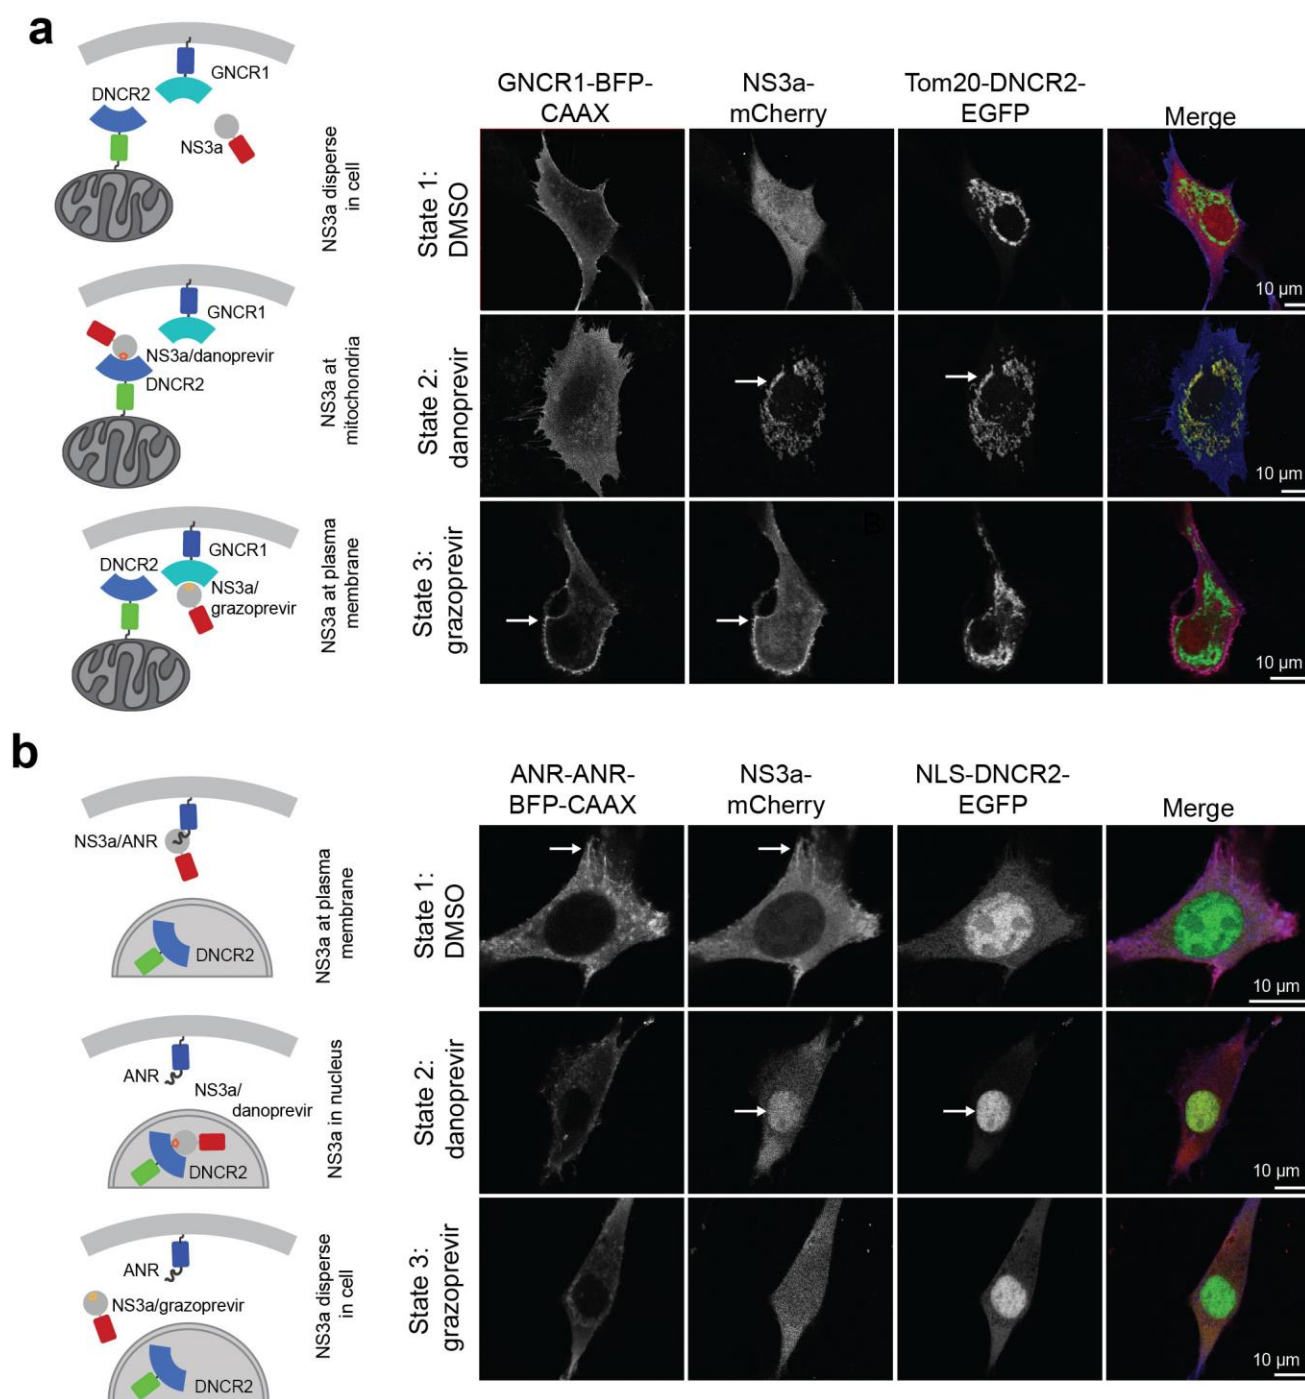 a
GNCR1
DNCR2
NS3a
NS3a disperse
in cell
GNCR1
NS3a/danoprevir
DNCR2
NS3a at
mitochondria
GNCR1
DNCR2
NS3a/
grazoprevir
NS3a at plasma
membrane
GNCR1-BFP-
CAAX
NS3a-
mCherry
Tom20-DNCR2-
EGFP
Merge
State 1:
DMSO
10 µm
State 2:
danoprevir
10 µm
State 3:
grazoprevir
10 µm
b
NS3a/ANR
DNCR2
NS3a at plasma
membrane
ANR
NS3a/
danoprevir
DNCR2
NS3a in nucleus
ANR
NS3a/grazoprevir
DNCR2
NS3a disperse
in cell
ANR-ANR-
BFP-CAAX
NS3a-
mCherry
NLS-DNCR2-
EGFP
Merge
State 1:
DMSO
10 µm
State 2:
danoprevir
10 µm
State 3:
grazoprevir
10 µm